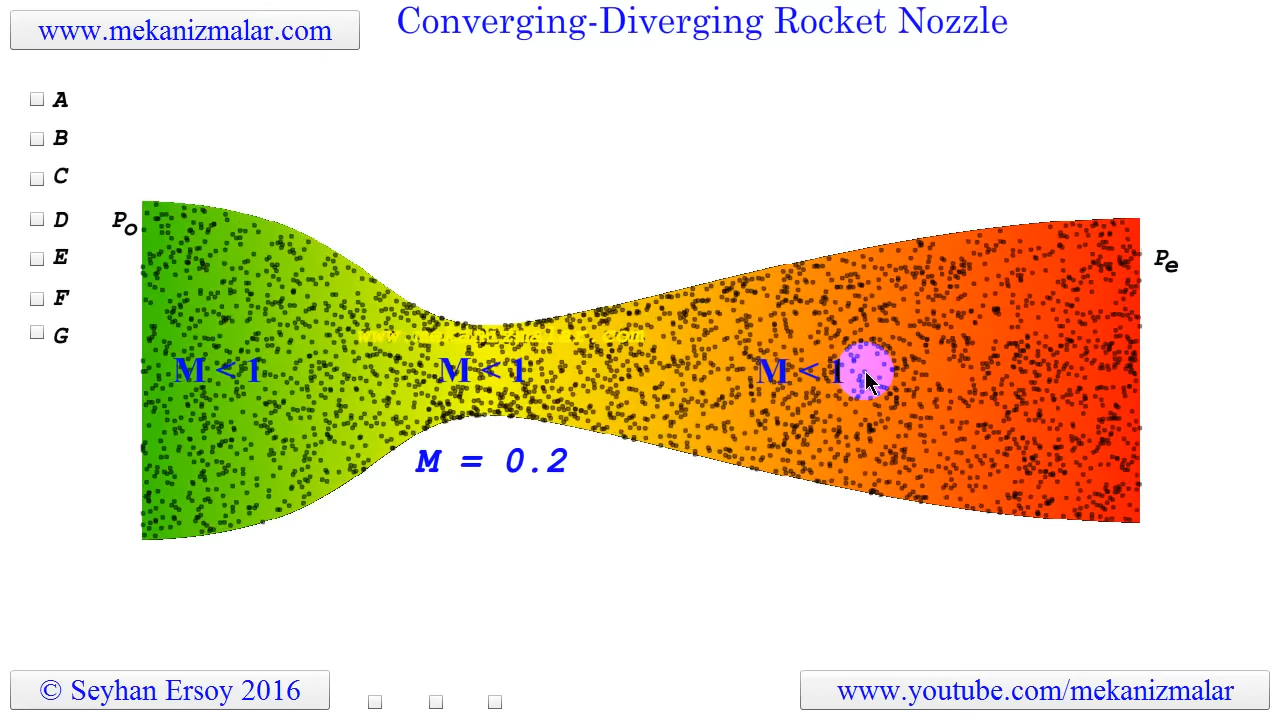 www.mekanizmalar.com
Converging-Diverging Rocket Nozzle
A
B
C
D
E
F
G
Po
Pe
M < 1
M < 1
M < 1
M = 0.2
© Seyhan Ersoy 2016
www.youtube.com/mekanizmalar